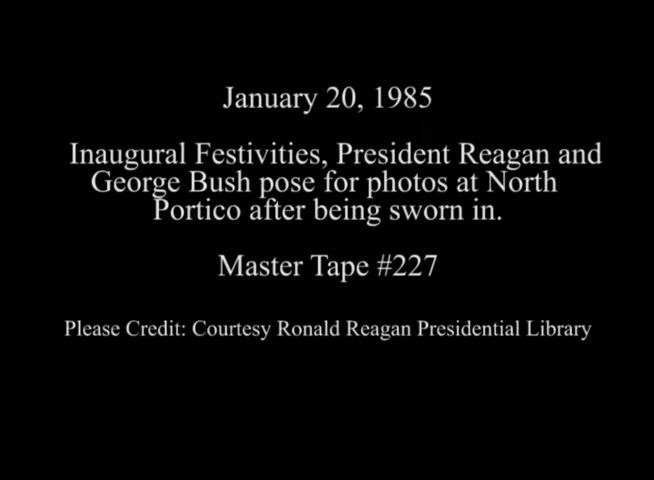 January 20, 1985
Inaugural Festivities, President Reagan and
George Bush pose for photos at North
Portico after being sworn in.
Master Tape #227
Please Credit: Courtesy Ronald Reagan Presidential Library